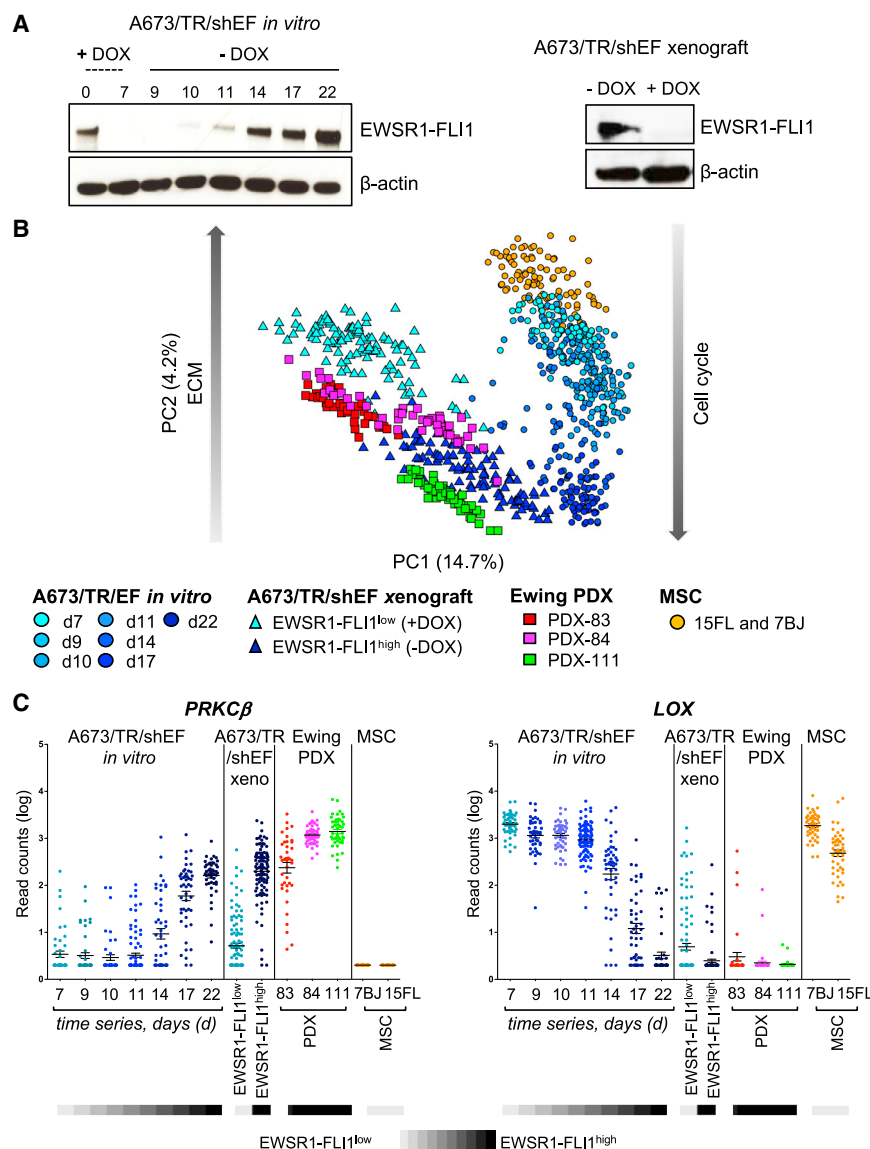 A
A673/TR/shEF in vitro
+ DOX - DOX
0 7 9 10 11 14 17 22
EWSR1-FLI1
β-actin
A673/TR/shEF xenograft
- DOX + DOX
EWSR1-FLI1
β-actin
B
PC2 (4.2%)
ECM
Cell cycle
PC1 (14.7%)
A673/TR/EF in vitro
d7 d11 d22
d9 d14
d10 d17
A673/TR/shEF xenograft
EWSR1-FLI1low (+DOX)
EWSR1-FLI1high (-DOX)
Ewing PDX
PDX-83
PDX-84
PDX-111
MSC
15FL and 7BJ
C
PRKCβ
A673/TR/shEF
in vitro
A673/TR
/shEF
xeno
Ewing
PDX
MSC
Read counts (log)
5
4
3
2
1
0
7 9 10 11 14 17 22
time series, days (d)
EWSR1-FLI1low
EWSR1-FLI1high
83 84 111
PDX
7BJ 15FL
MSC
LOX
A673/TR/shEF
in vitro
A673/TR
/shEF
xeno
Ewing
PDX
MSC
Read counts (log)
5
4
3
2
1
0
7 9 10 11 14 17 22
time series, days (d)
EWSR1-FLI1low
EWSR1-FLI1high
83 84 111
PDX
7BJ 15FL
MSC
EWSR1-FLI1low EWSR1-FLI1high